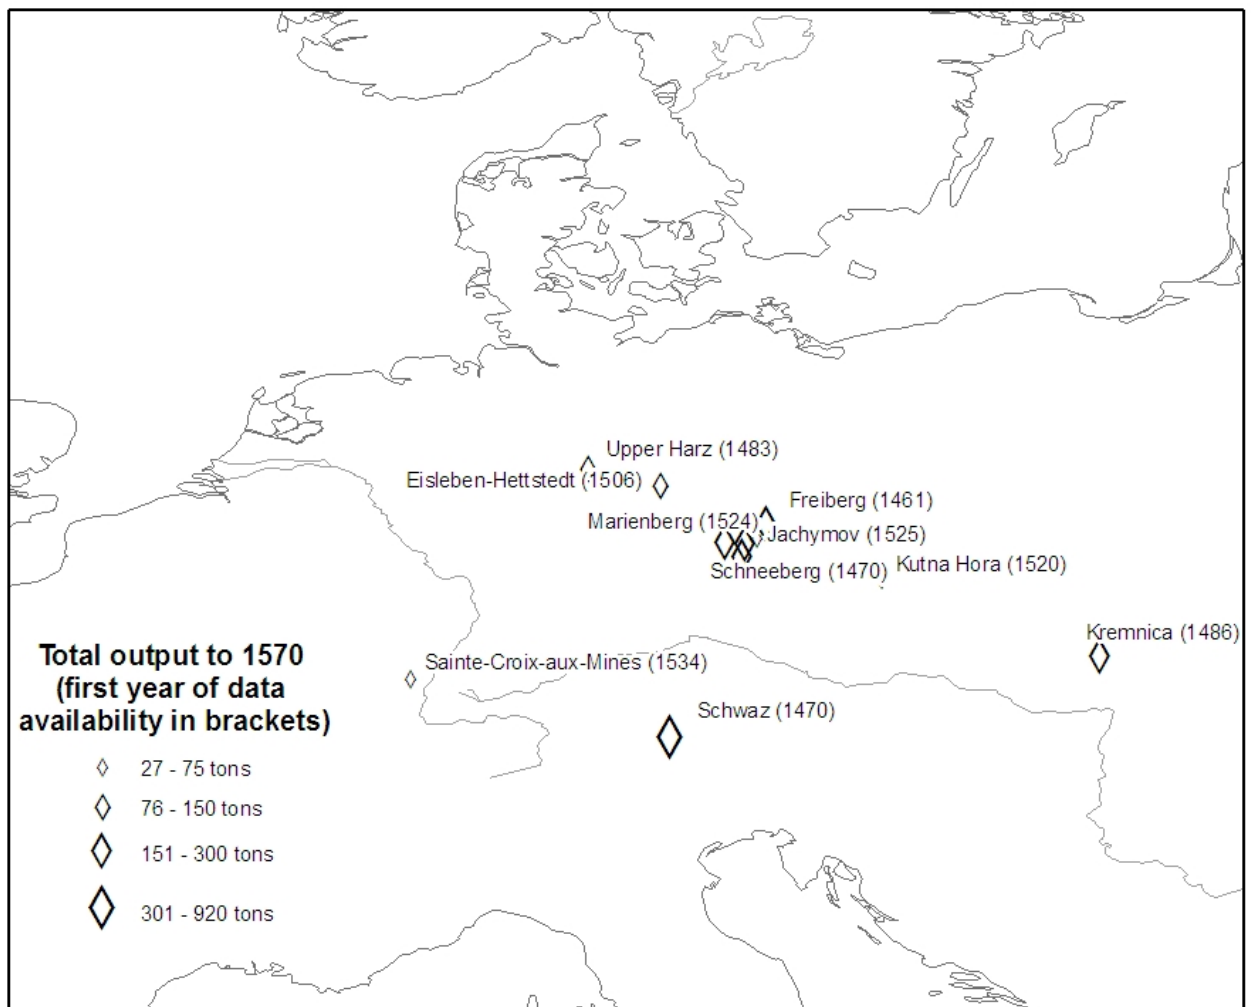 Upper Harz (1483)
Eisleben-Hettstedt (1506)
Freiberg (1461)
Marienberg (1524)
Jachymov (1525)
Schneeberg (1470)
Kutna Hora (1520)
Kremnica (1486)
Sainte-Croix-aux-Mines (1534)
Schwaz (1470)
Total output to 1570
(first year of data
availability in brackets)
27 - 75 tons
76 - 150 tons
151 - 300 tons
301 - 920 tons